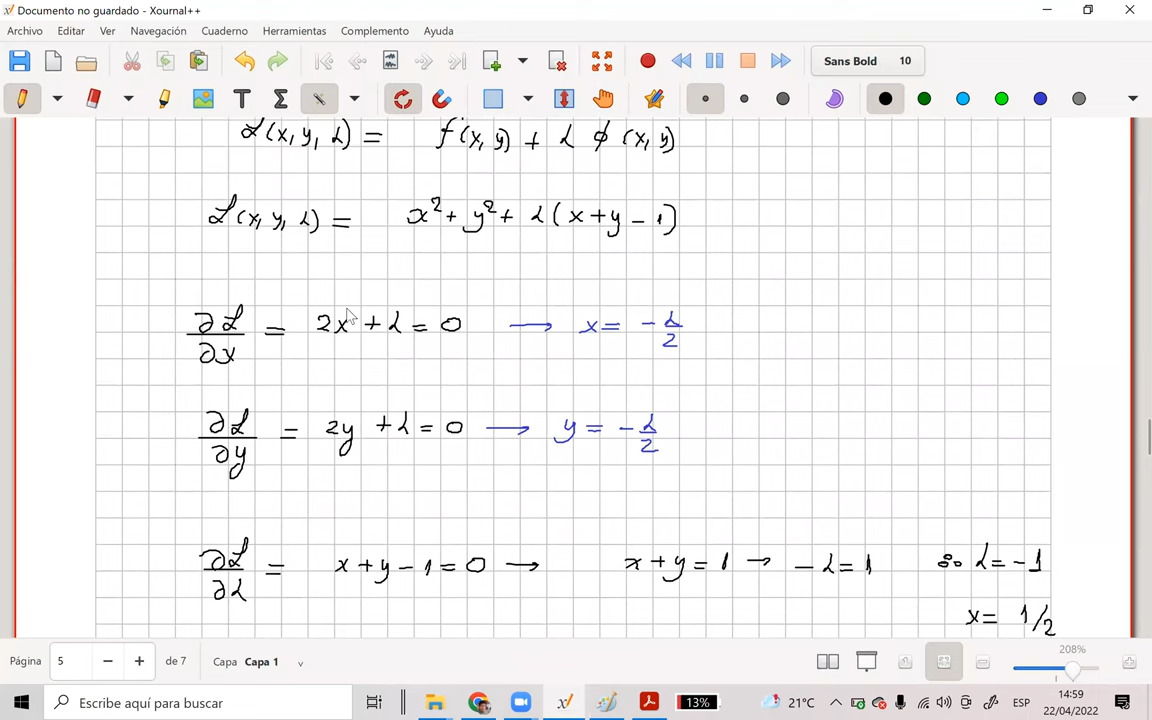 Documento no guardado - Xournal++
Archivo Editar Ver Navegación Cuaderno Herramientas Complemento Ayuda
Sans Bold 10
ℒ(x, y, λ) = f(x, y) + λ ϕ(x, y)
ℒ(x, y, λ) = x² + y² + λ(x + y - 1)
∂ℒ/∂x = 2x + λ = 0 → x = -λ/2
∂ℒ/∂y = 2y + λ = 0 → y = -λ/2
∂ℒ/∂λ = x + y - 1 = 0 → x + y = 1 → -λ = 1 ∴ λ = -1
x = 1/2
Página 5 de 7 Capa Capa 1 208%
Escribe aquí para buscar 13% 21°C ESP 14:59
22/04/2022